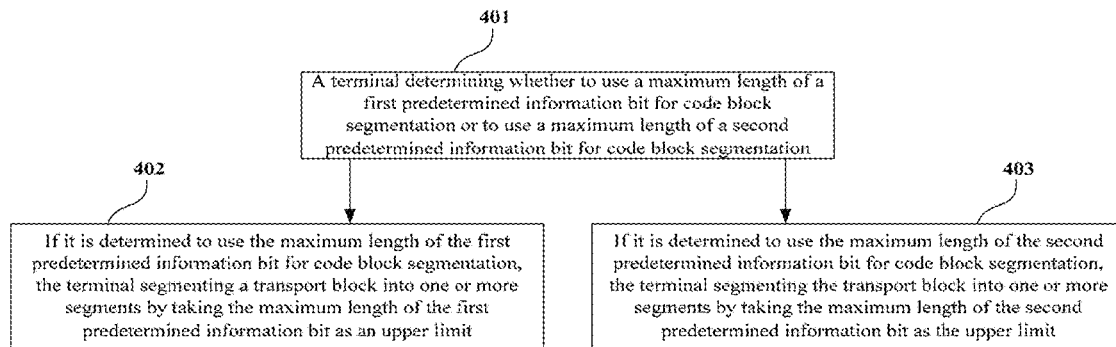 401
A terminal determining whether to use a maximum length of a
first predetermined information bit for code block
segmentation or to use a maximum length of a second
predetermined information bit for code block segmentation
402
403
If it is determined to use the maximum length of the first
predetermined information bit for code block segmentation,
the terminal segmenting a transport block into one or more
segments by taking the maximum length of the first
predetermined information bit as an upper limit
If it is determined to use the maximum length of the second
predetermined information bit for code block segmentation,
the terminal segmenting the transport block into one or more
segments by taking the maximum length of the second
predetermined information bit as the upper limit